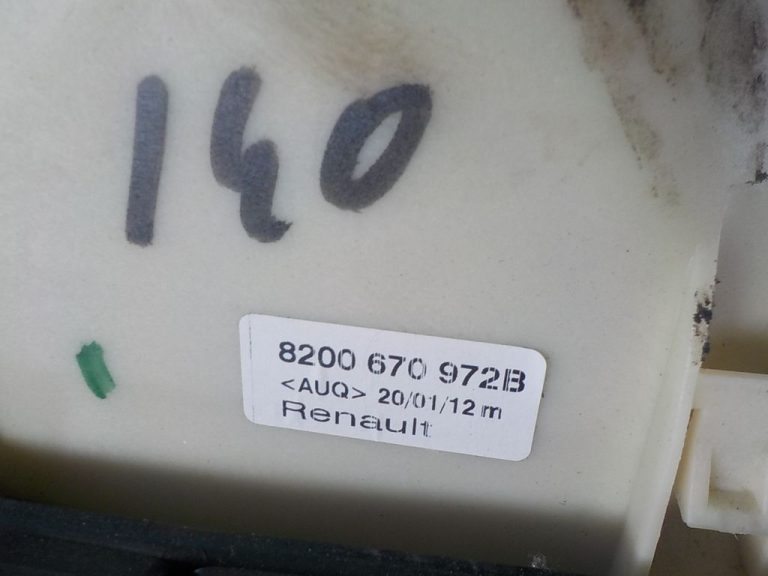 140
8200 670 972B
<AUQ> 20/01/12 m
Renault